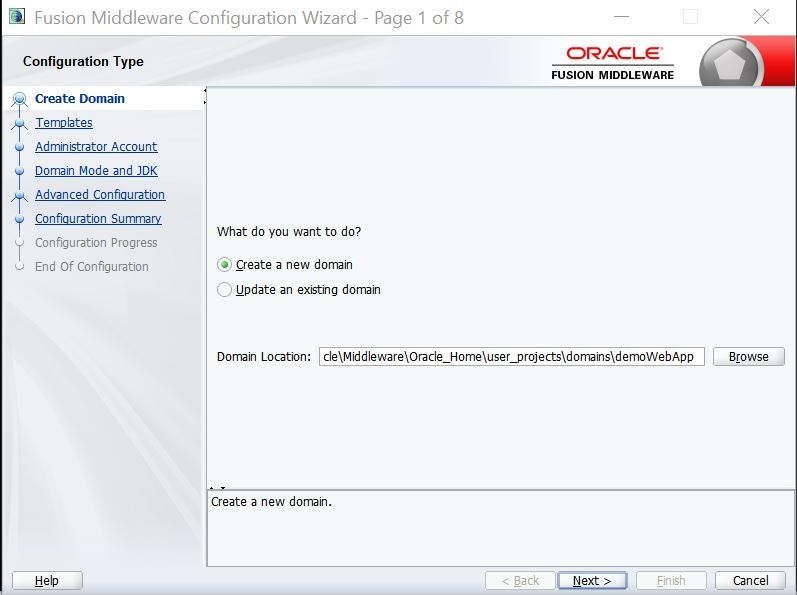 Fusion Middleware Configuration Wizard - Page 1 of 8
Configuration Type
ORACLE
FUSION MIDDLEWARE
Create Domain
Templates
Administrator Account
Domain Mode and JDK
Advanced Configuration
Configuration Summary
Configuration Progress
End Of Configuration
What do you want to do?
Create a new domain
Update an existing domain
Domain Location: cle\Middleware\Oracle_Home\user_projects\domains\demoWebApp Browse
Create a new domain.
Help < Back Next > Finish Cancel